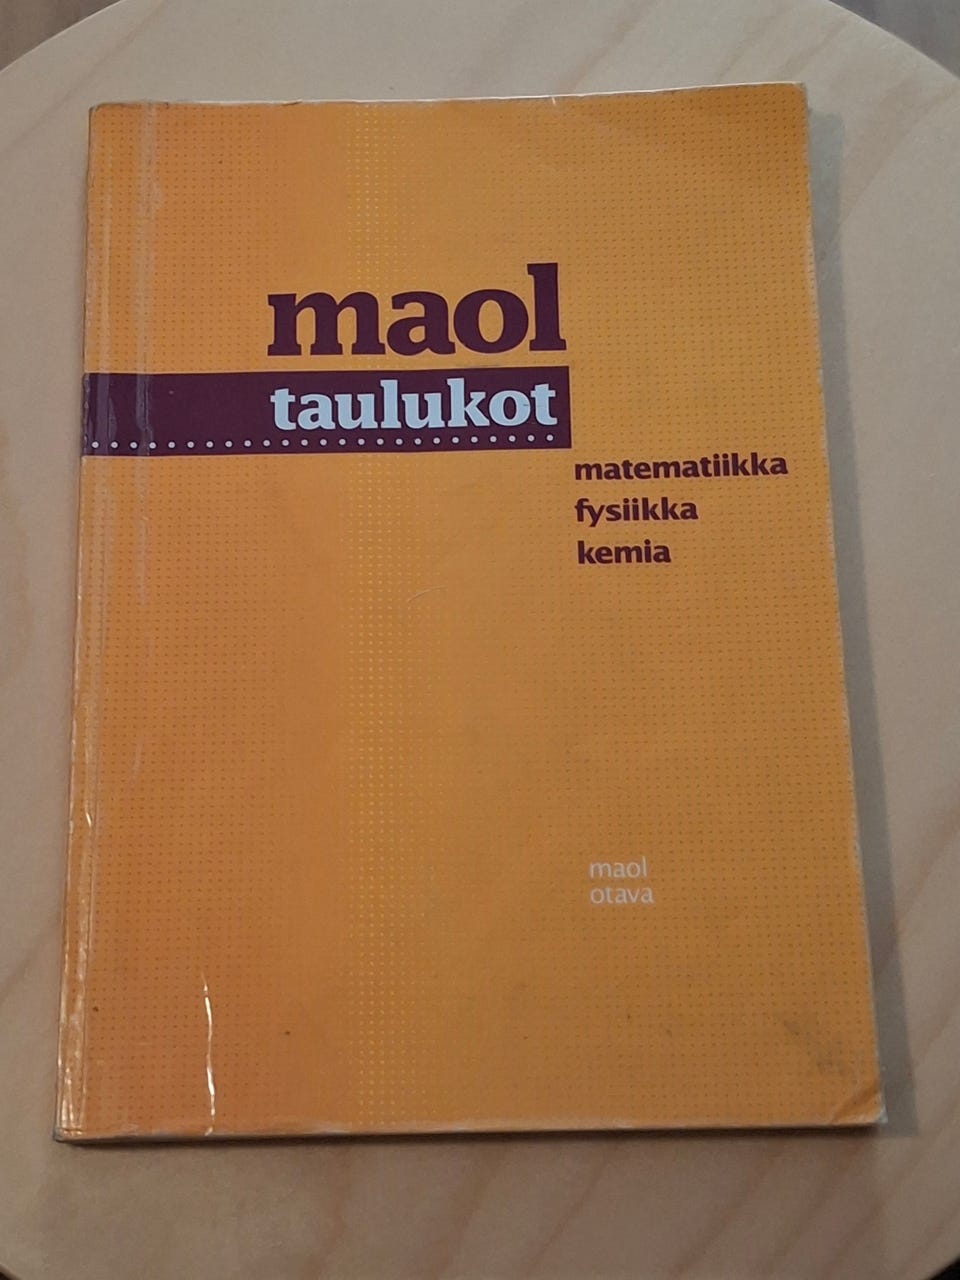 maol
taulukot
matematiikka
fysiikka
kemia
maol
otava